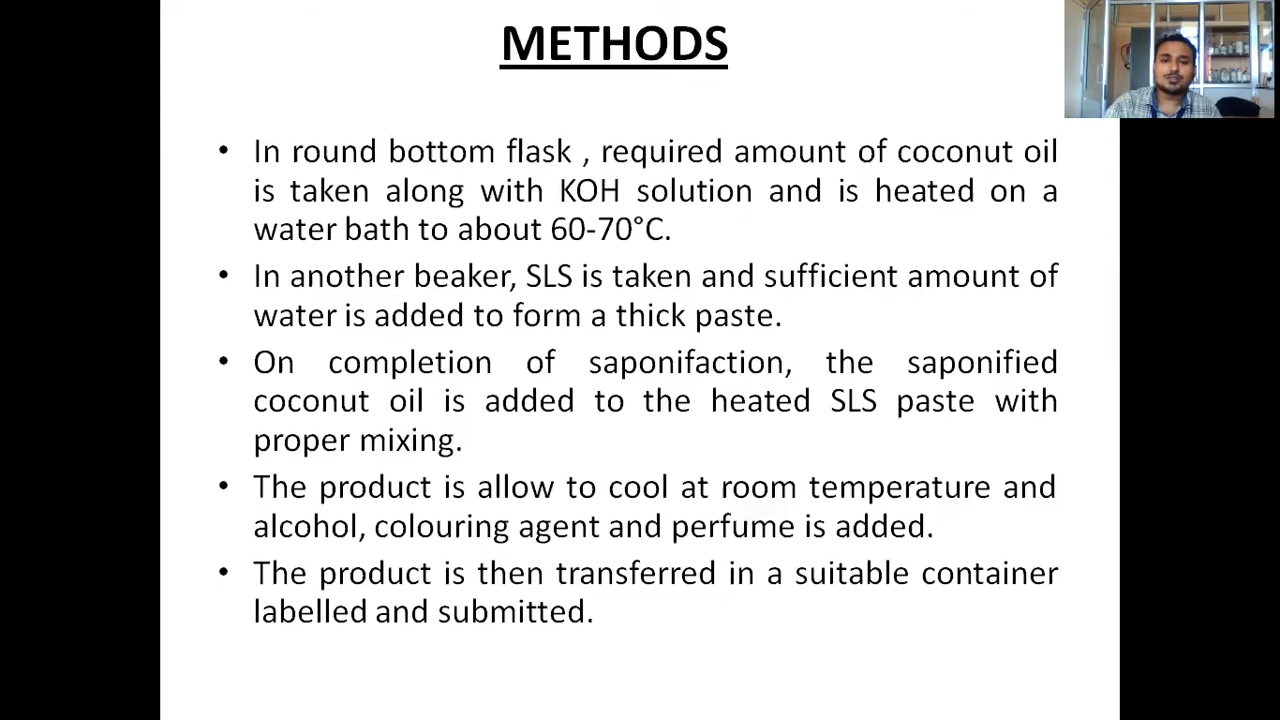 METHODS
• In round bottom flask , required amount of coconut oil
is taken along with KOH solution and is heated on a
water bath to about 60-70°C.
• In another beaker, SLS is taken and sufficient amount of
water is added to form a thick paste.
• On completion of saponifaction, the saponified
coconut oil is added to the heated SLS paste with
proper mixing.
• The product is allow to cool at room temperature and
alcohol, colouring agent and perfume is added.
• The product is then transferred in a suitable container
labelled and submitted.